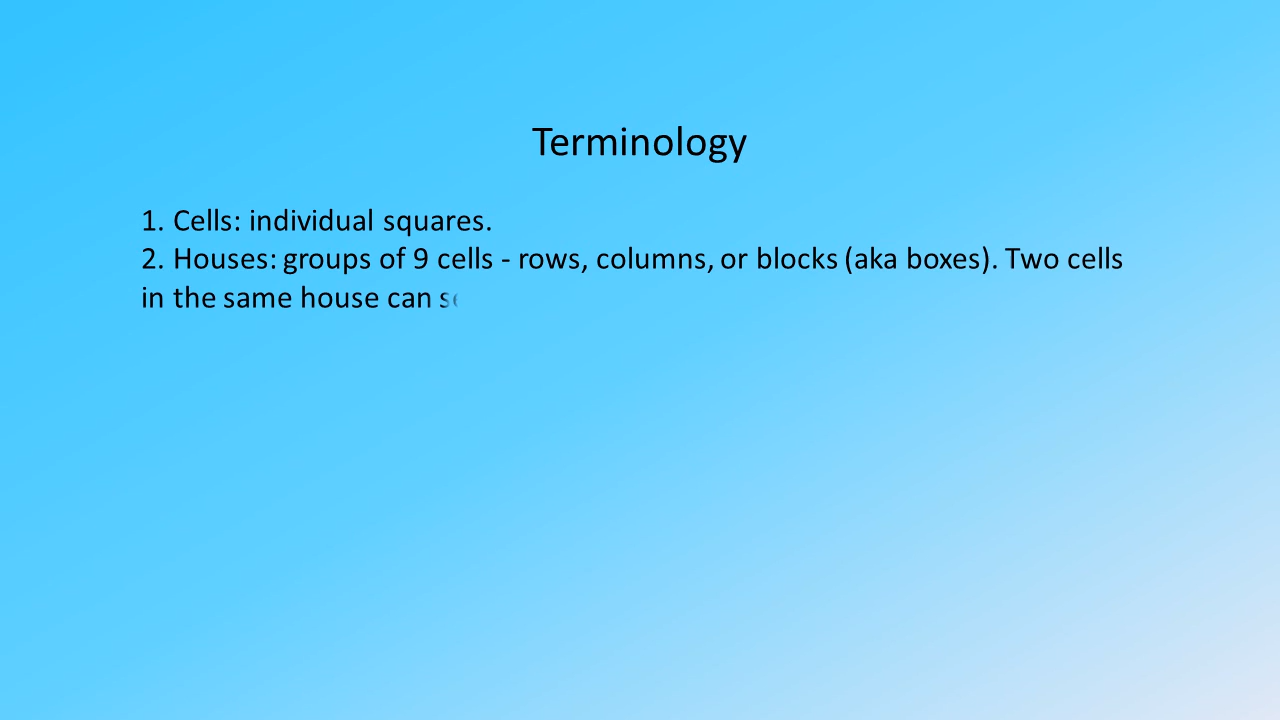 Terminology
1. Cells: individual squares.
2. Houses: groups of 9 cells - rows, columns, or blocks (aka boxes). Two cells
in the same house can